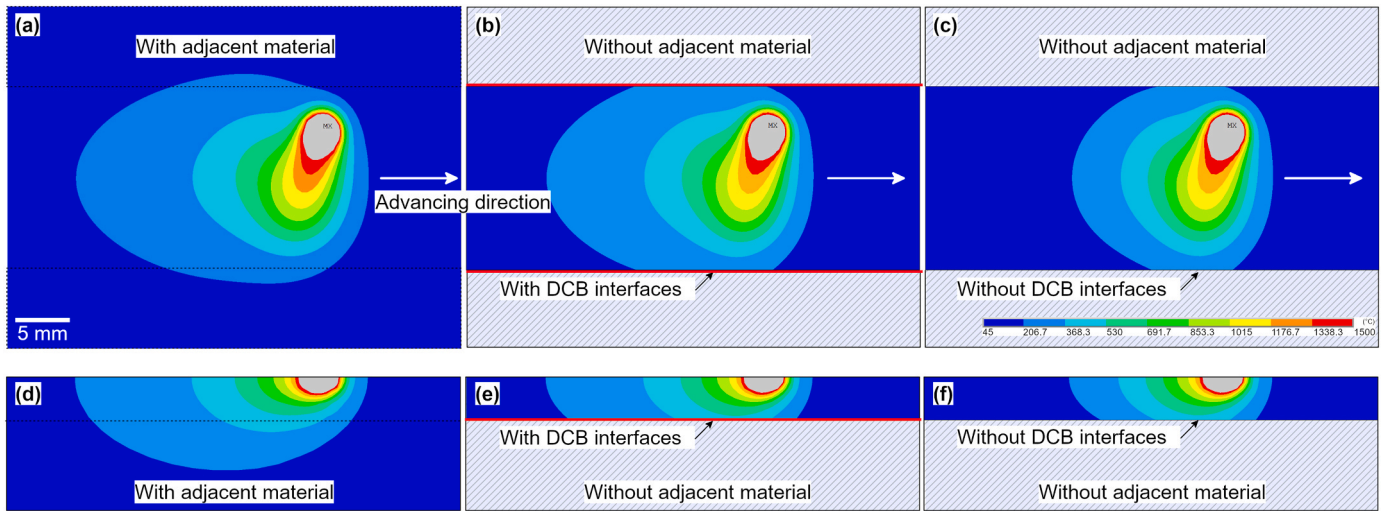 (a)
With adjacent material
(b)
Without adjacent material
(c)
Without adjacent material
MX
MX
MX
Advancing direction
With DCB interfaces
Without DCB interfaces
5 mm
(°C)
45 206.7 368.3 530 691.7 853.3 1015 1176.7 1338.3 1500
(d)
With adjacent material
(e)
With DCB interfaces
Without adjacent material
(f)
Without DCB interfaces
Without adjacent material